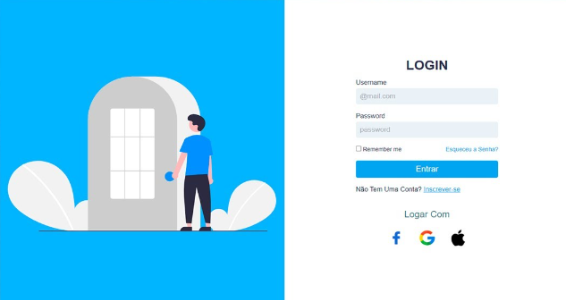 LOGIN
Username
@mail.com
Password
password
Remember me Esqueceu a Senha?
Entrar
Não Tem Uma Conta? Inscrever-se
Logar Com